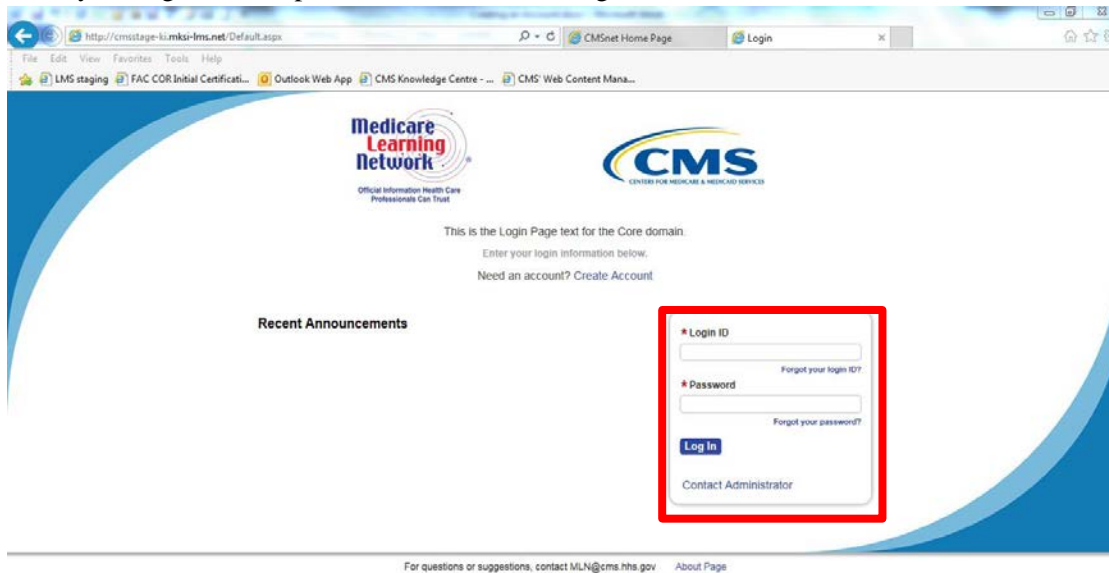 http://cmsstage-ki.mksi-lms.net/Default.aspx CMSnet Home Page Login
File Edit View Favorites Tools Help
LMS staging FAC COR Initial Certificati... Outlook Web App CMS Knowledge Centre - ... CMS' Web Content Mana...
Medicare
Learning
Network
Official Information Health Care
Professionals Can Trust
CMS
CENTERS FOR MEDICARE & MEDICAID SERVICES
This is the Login Page text for the Core domain.
Enter your login information below.
Need an account? Create Account
Recent Announcements
*Login ID
Forgot your login ID?
*Password
Forgot your password?
Log In
Contact Administrator
For questions or suggestions, contact MLN@cms.hhs.gov About Page